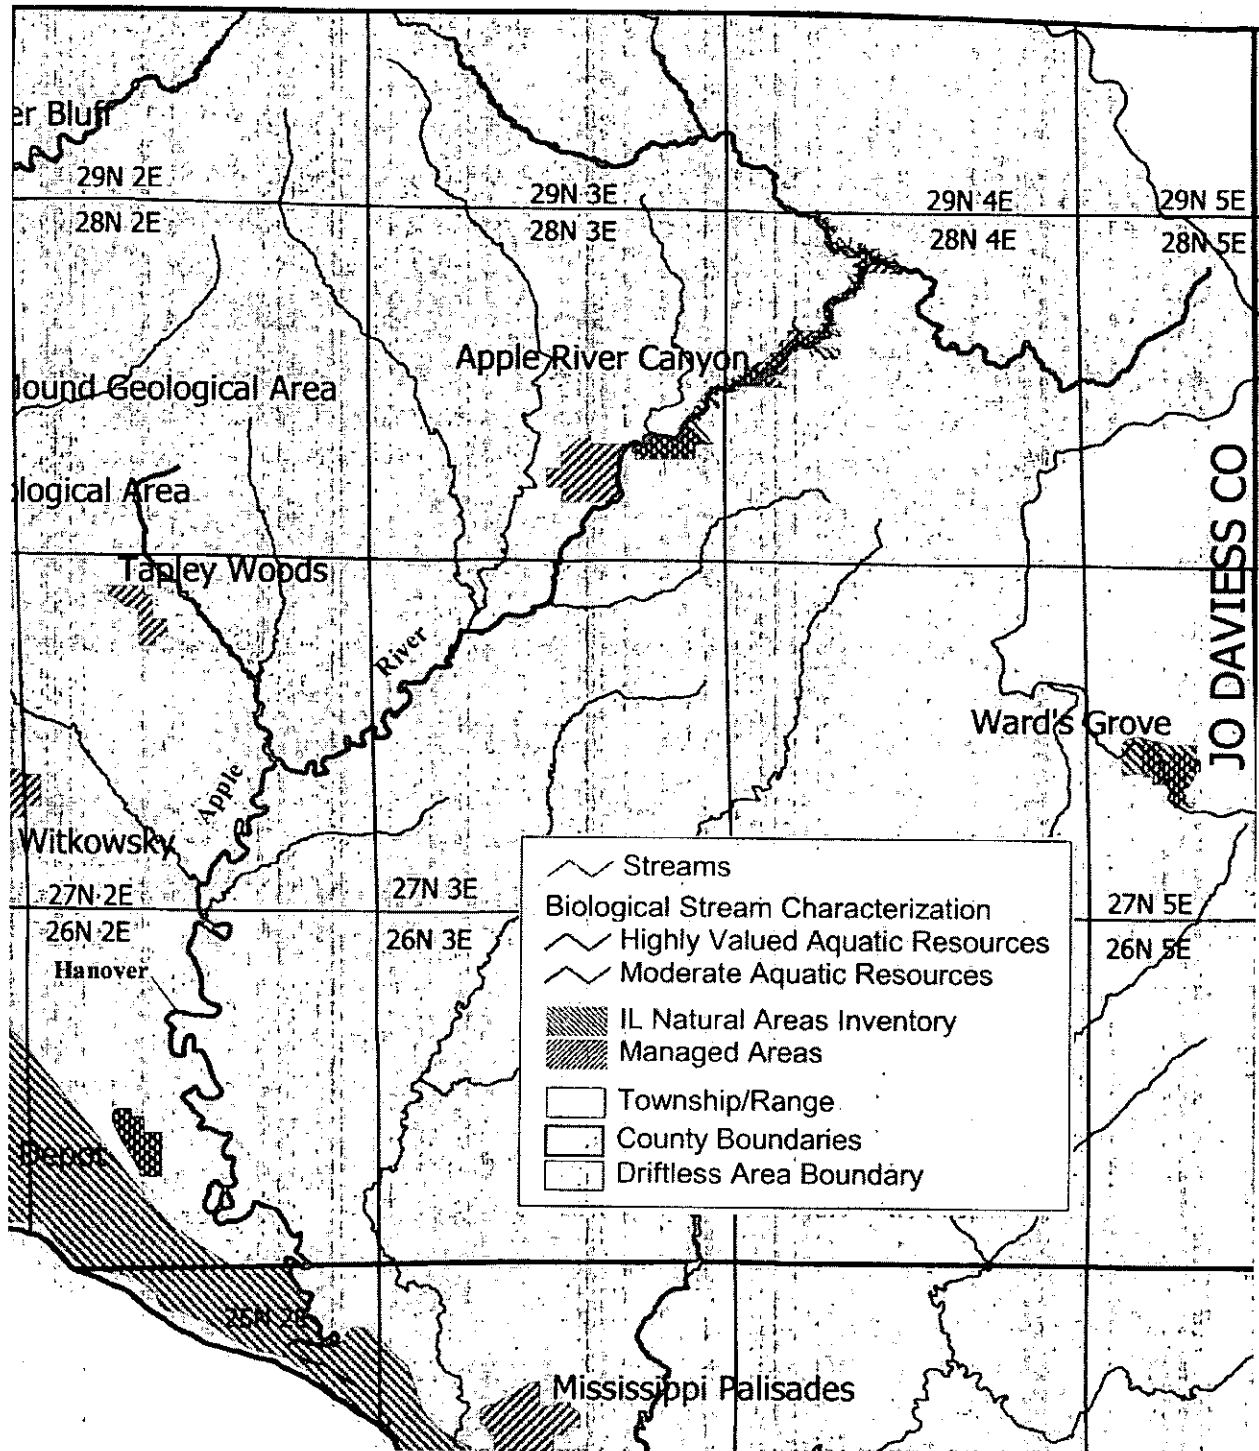 er Bluff
29N 2E
29N 3E
29N 4E
29N 5E
28N 2E
28N 3E
28N 4E
28N 5E
Apple River Canyon
lound Geological Area
logical Area
Tapley Woods
River
JO DAVIESS CO
Ward's Grove
Apple
Witkowsky
27N 2E
27N 3E
27N 5E
26N 2E
26N 3E
26N 5E
Hanover
Streams
Biological Stream Characterization
Highly Valued Aquatic Resources
Moderate Aquatic Resources
IL Natural Areas Inventory
Managed Areas
Township/Range
County Boundaries
Driftless Area Boundary
Depot
25N 2E
Mississippi Palisades